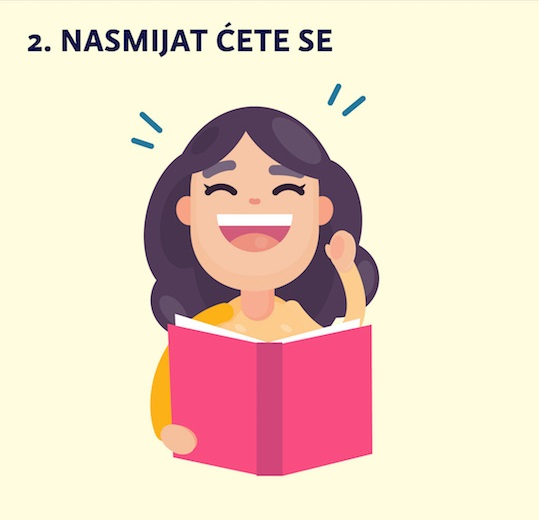 2. NASMIJAT ĆETE SE